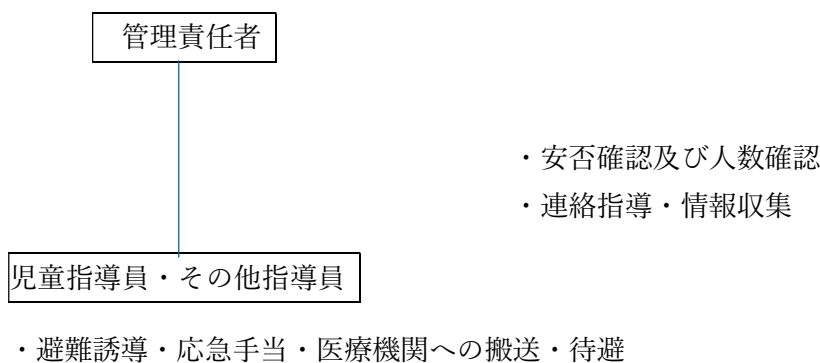 管理責任者
・安否確認及び人数確認
・連絡指導・情報収集
児童指導員・その他指導員
・避難誘導・応急手当・医療機関への搬送・待避